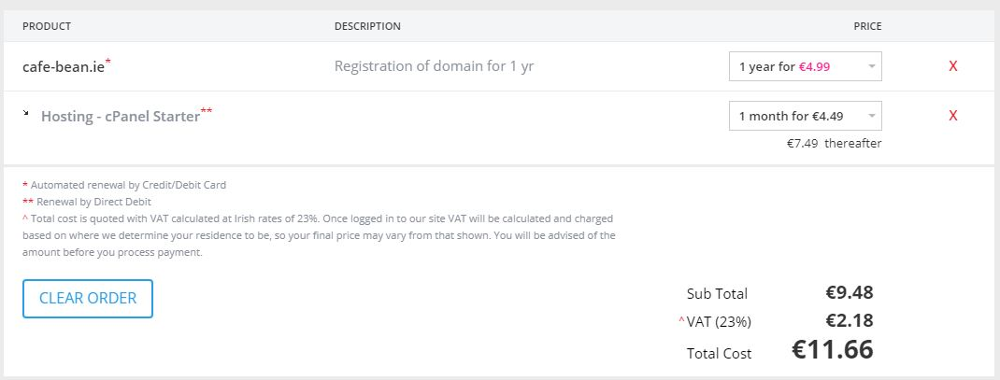 PRODUCT DESCRIPTION PRICE
cafe-bean.ie* Registration of domain for 1 yr 1 year for €4.99 X
Hosting - cPanel Starter** 1 month for €4.49 X
€7.49 thereafter
* Automated renewal by Credit/Debit Card
** Renewal by Direct Debit
^ Total cost is quoted with VAT calculated at Irish rates of 23%. Once logged in to our site VAT will be calculated and charged
based on where we determine your residence to be, so your final price may vary from that shown. You will be advised of the
amount before you process payment.
CLEAR ORDER
Sub Total €9.48
^VAT (23%) €2.18
Total Cost €11.66